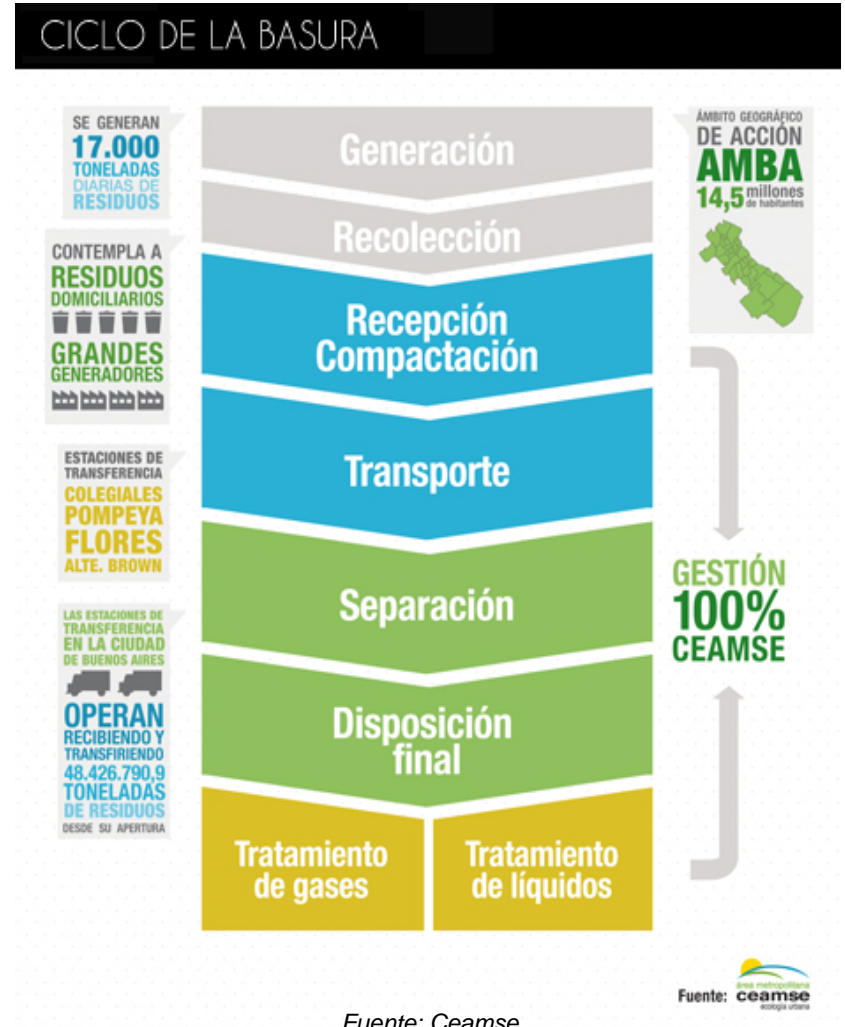 CICLO DE LA BASURA
SE GENERAN
17.000
TONELADAS
DIARIAS DE
RESIDUOS
CONTEMPLA A
RESIDUOS
DOMICILIARIOS
GRANDES
GENERADORES
ESTACIONES DE
TRANSFERENCIA
COLEGIALES
POMPEYA
FLORES
ALTE. BROWN
LAS ESTACIONES DE
TRANSFERENCIA
EN LA CIUDAD
DE BUENOS AIRES
OPERAN
RECIBIENDO Y
TRANSFIRIENDO
48.426.790,9
TONELADAS
DE RESIDUOS
DESDE SU APERTURA
Generación
Recolección
Recepción
Compactación
Transporte
Separación
Disposición
final
Tratamiento
de gases
Tratamiento
de líquidos
ÁMBITO GEOGRÁFICO
DE ACCIÓN
AMBA
14,5 millones
de habitantes
GESTIÓN
100%
CEAMSE
Fuente:
área metropolitana
ceamse
ecología urbana
Fuente: Ceamse